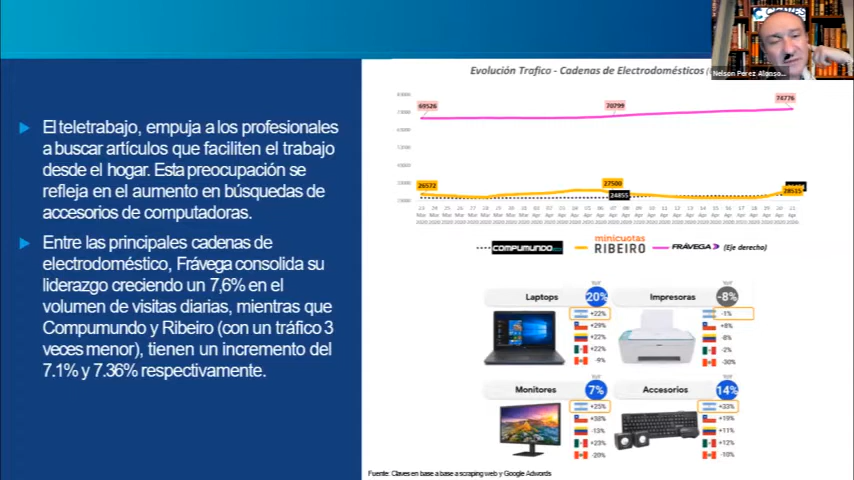 Nelson Perez Alonso...
Evolución Trafico - Cadenas de Electrodomésticos (
El teletrabajo, empuja a los profesionales
a buscar artículos que faciliten el trabajo
desde el hogar. Esta preocupación se
refleja en el aumento en búsquedas de
accesorios de computadoras.
Entre las principales cadenas de
electrodoméstico, Frávega consolida su
liderazgo creciendo un 7,6% en el
volumen de visitas diarias, mientras que
Compumundo y Ribeiro (con un tráfico 3
veces menor), tienen un incremento del
7.1% y 7.36% respectivamente.
69526
70799
74776
26572
27500
24855
28515
COMPUMUNDO
minicuotas
RIBEIRO
FRÁVEGA
(Eje derecho)
Laptops
YoY
20%
+22%
+29%
+22%
+22%
-9%
Impresoras
YoY
-8%
-1%
+8%
-8%
-2%
-30%
Monitores
YoY
7%
+25%
+38%
-13%
+23%
-20%
Accesorios
YoY
14%
+33%
+19%
+11%
+12%
-10%
Fuente: Claves en base a base a scraping web y Google Adwords